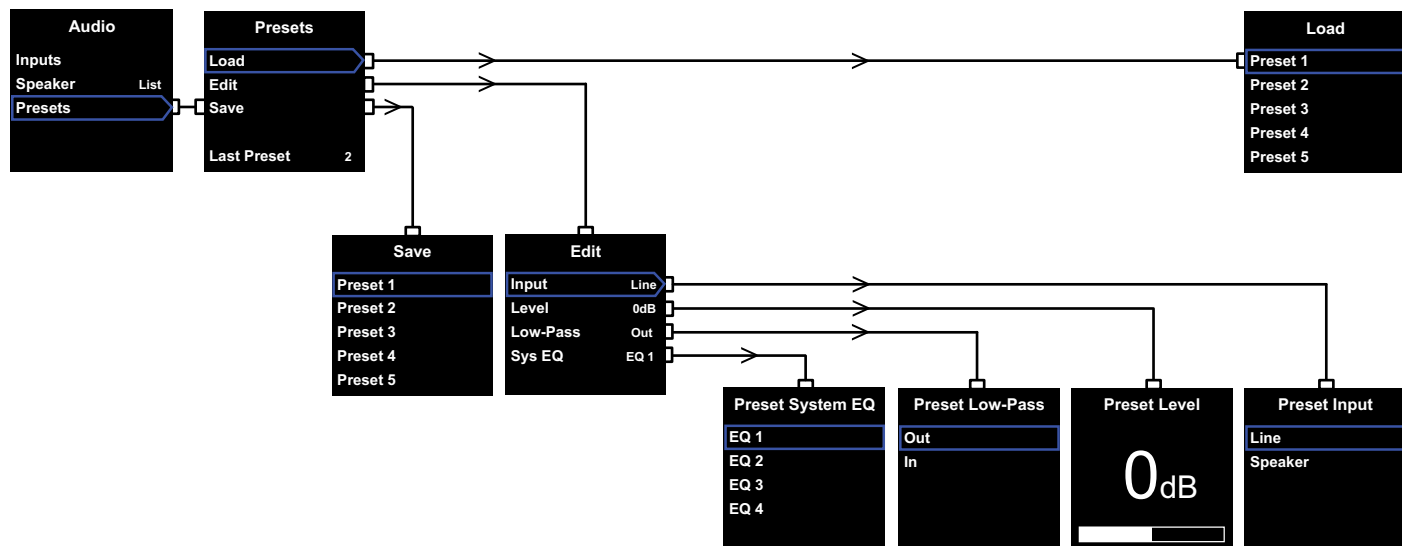 Audio
Inputs
Speaker List
Presets
Presets
Load
Edit
Save
Last Preset 2
Load
Preset 1
Preset 2
Preset 3
Preset 4
Preset 5
Save
Preset 1
Preset 2
Preset 3
Preset 4
Preset 5
Edit
Input Line
Level 0dB
Low-Pass Out
Sys EQ EQ 1
Preset System EQ
EQ 1
EQ 2
EQ 3
EQ 4
Preset Low-Pass
Out
In
Preset Level
0dB
Preset Input
Line
Speaker